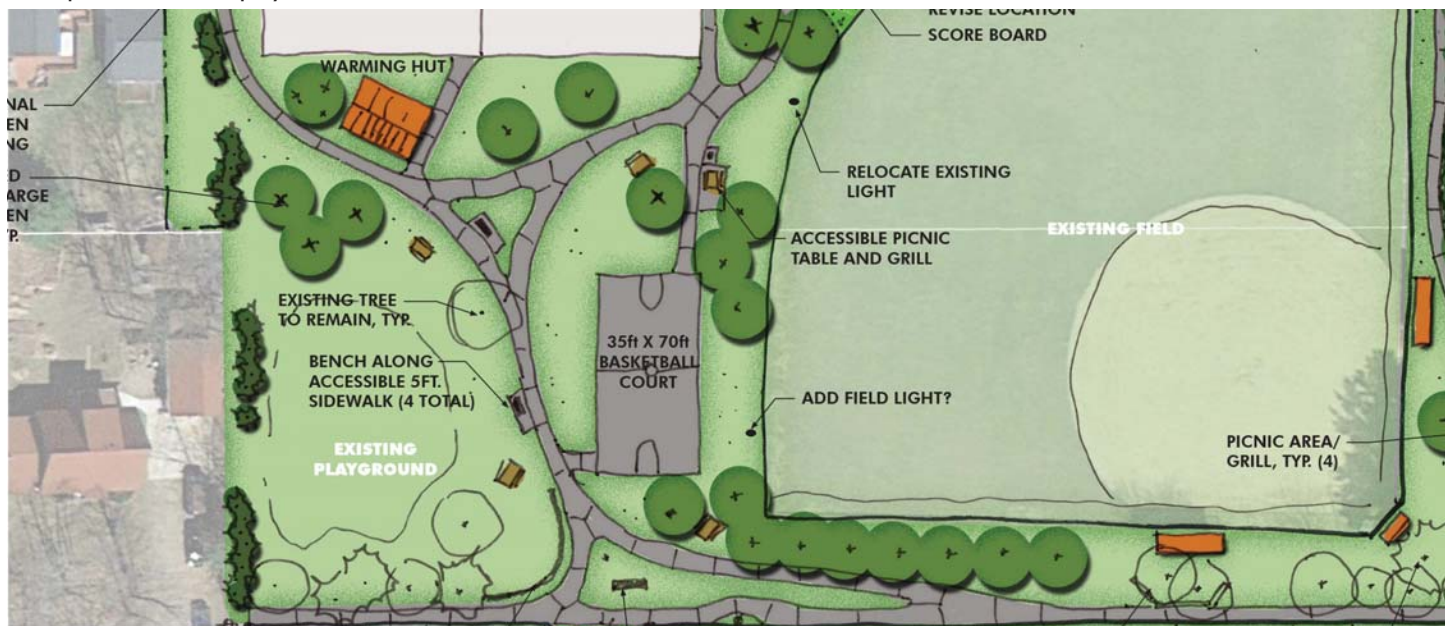 REVISE LOCATION
SCORE BOARD
WARMING HUT
RELOCATE EXISTING
LIGHT
EXISTING FIELD
ACCESSIBLE PICNIC
TABLE AND GRILL
EXISTING TREE
TO REMAIN, TYP.
35ft X 70ft
BASKETBALL
COURT
BENCH ALONG
ACCESSIBLE 5FT.
SIDEWALK (4 TOTAL)
ADD FIELD LIGHT?
EXISTING
PLAYGROUND
PICNIC AREA/
GRILL, TYP. (4)